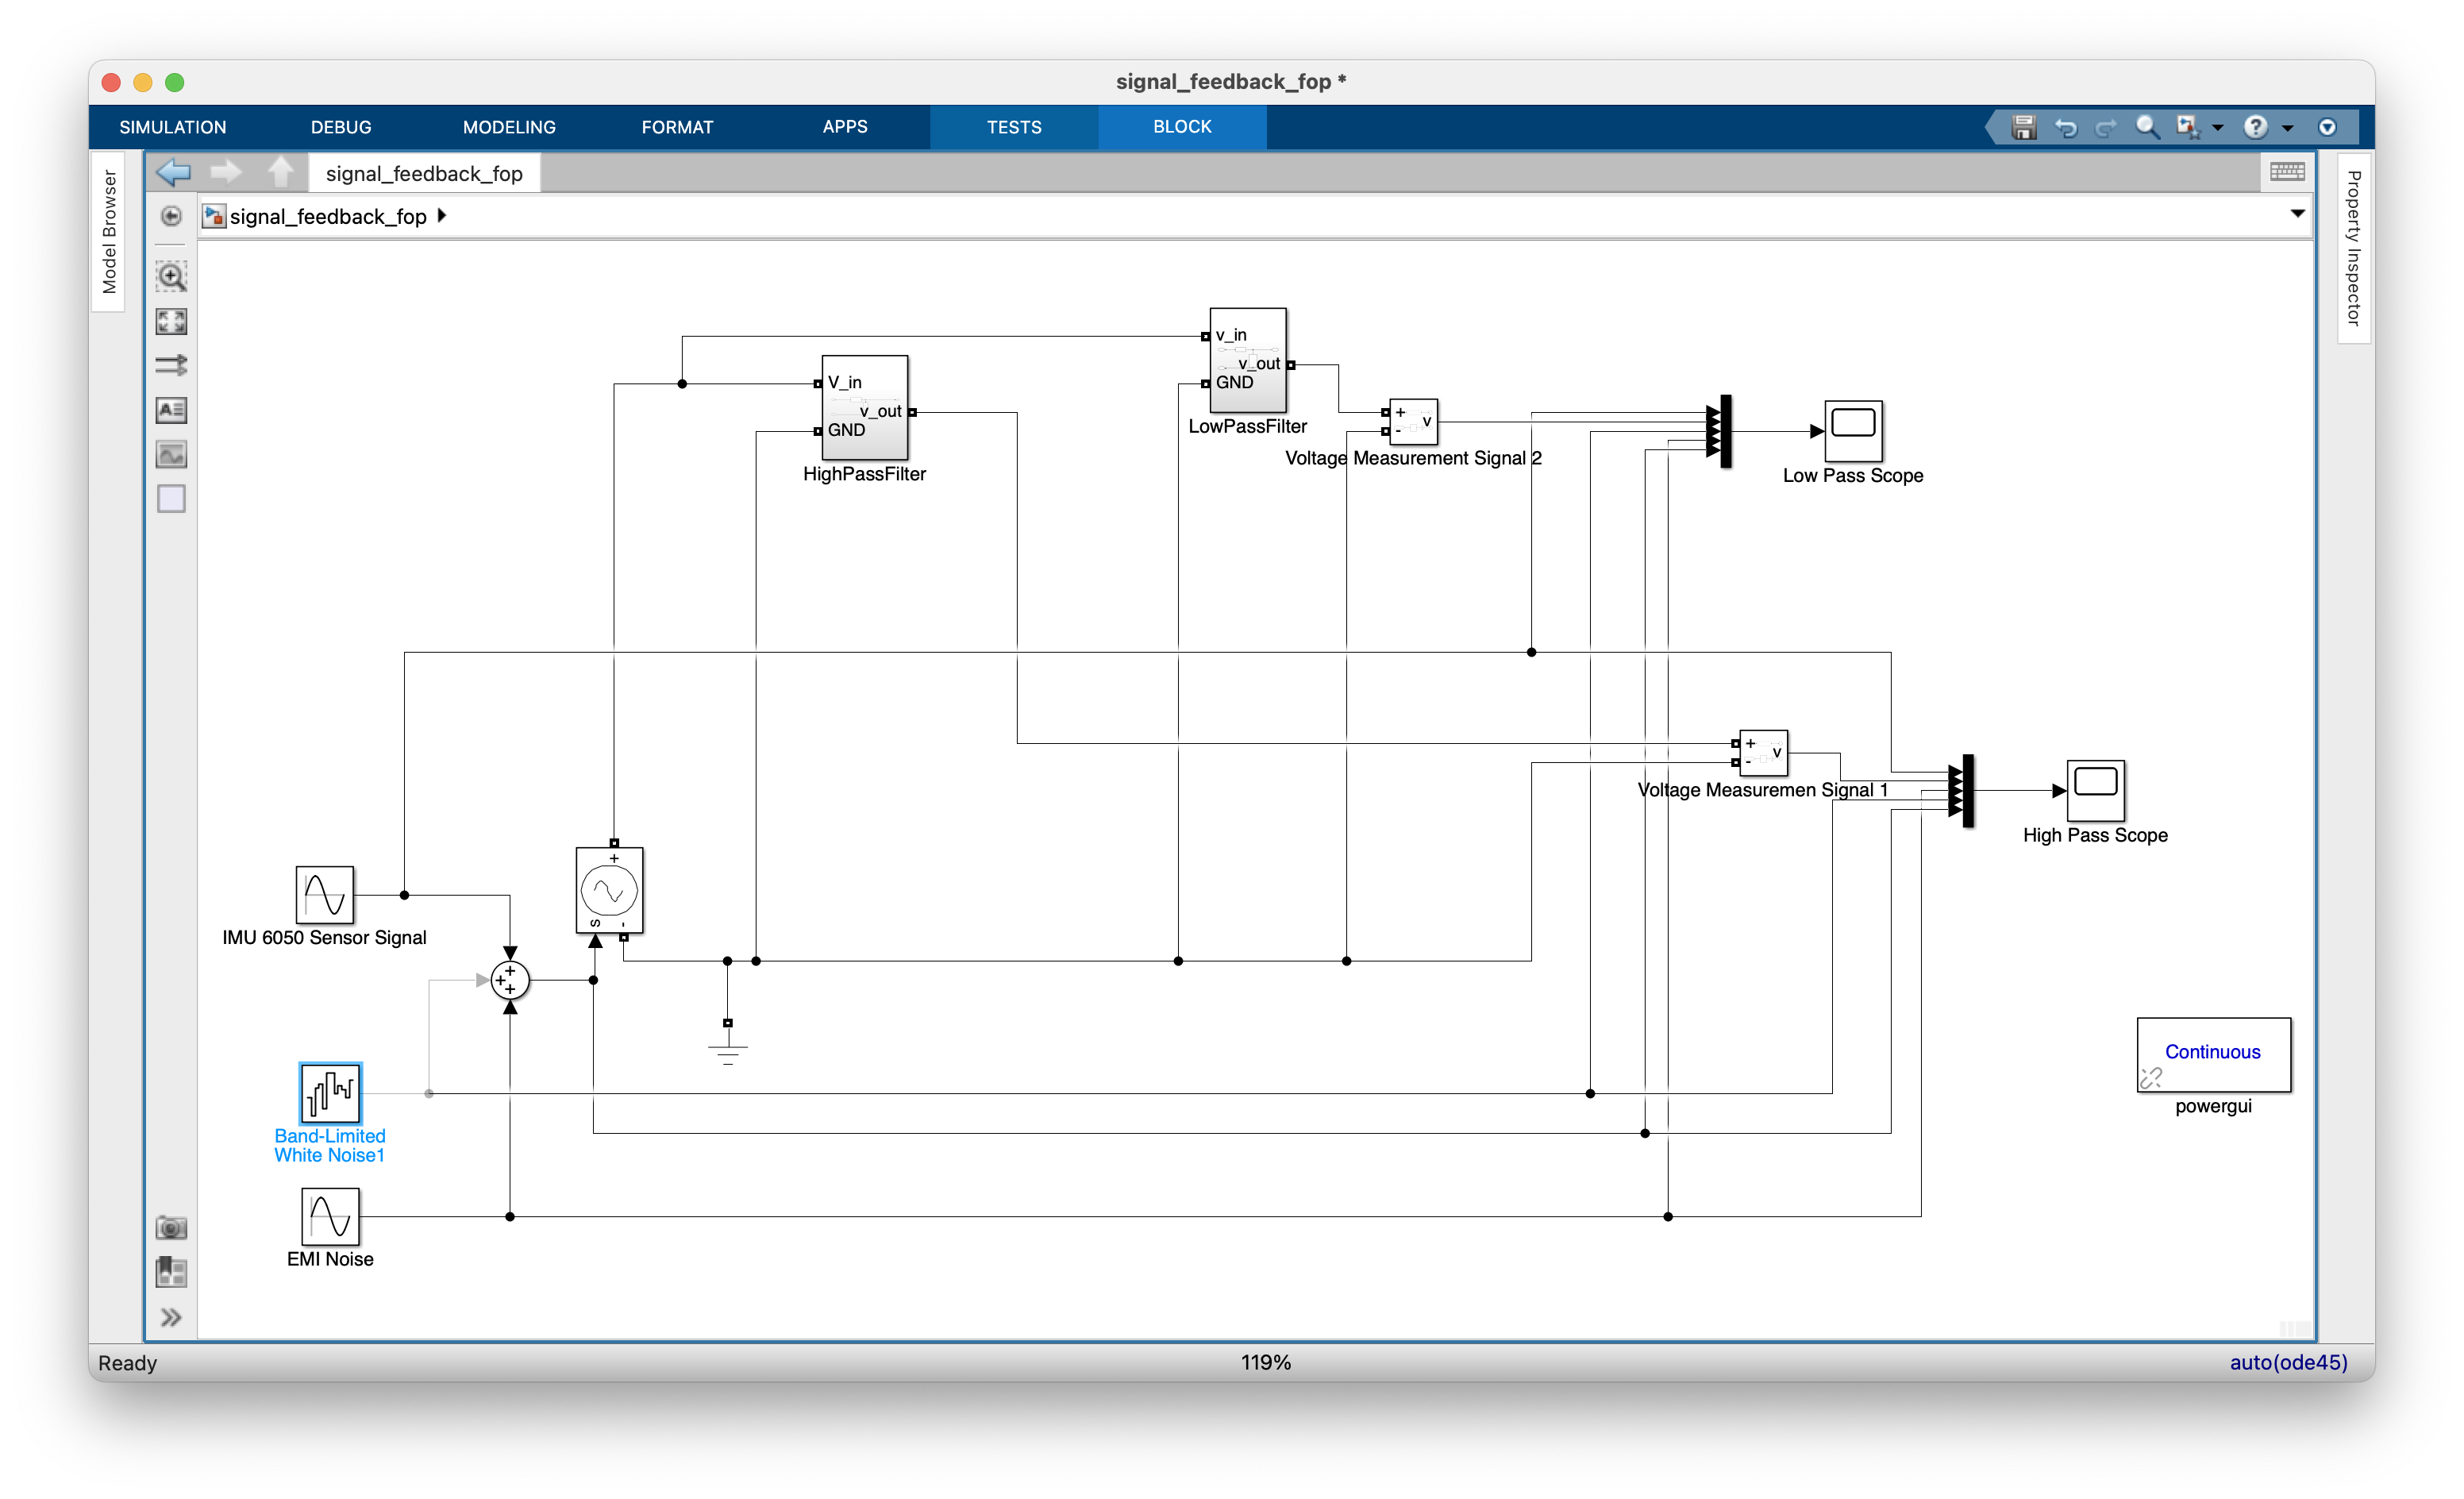 signal_feedback_fop *
SIMULATION
DEBUG
MODELING
FORMAT
APPS
TESTS
BLOCK
Model Browser
signal_feedback_fop
signal_feedback_fop
Property Inspector
v_in
v_out
GND
LowPassFilter
V_in
v_out
GND
HighPassFilter
+
-
v
Voltage Measurement Signal 2
Low Pass Scope
+
-
v
Voltage Measuremen Signal 1
High Pass Scope
+
s
-
IMU 6050 Sensor Signal
+
+
+
Continuous
powergui
Band-Limited
White Noise1
EMI Noise
Ready
119%
auto(ode45)